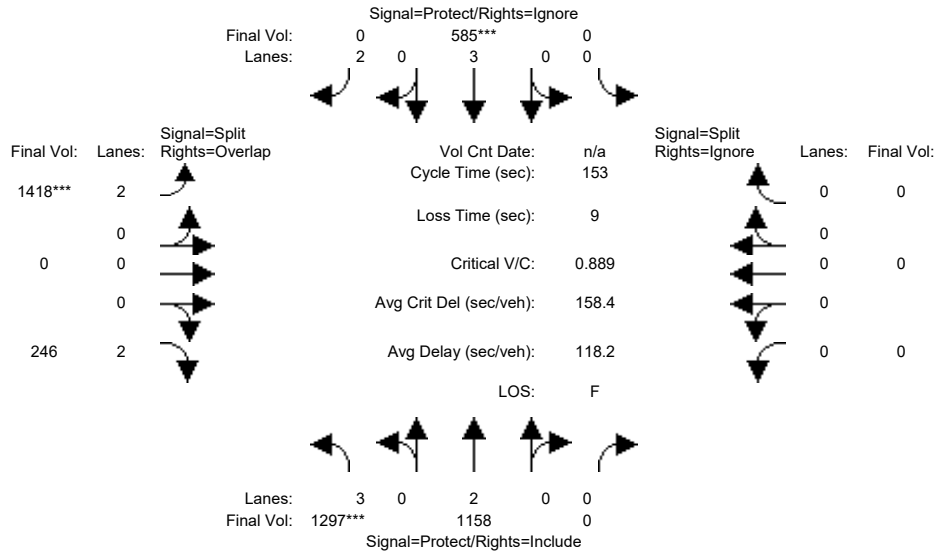 Signal=Protect/Rights=Ignore
Final Vol: 0 585*** 0
Lanes: 2 0 3 0 0
Signal=Split
Final Vol: Lanes: Rights=Overlap
Vol Cnt Date: n/a
Signal=Split
Rights=Ignore Lanes: Final Vol:
Cycle Time (sec): 153
1418*** 2
0 0
Loss Time (sec): 9
0
0
0 0
Critical V/C: 0.889
0 0
0
Avg Crit Del (sec/veh): 158.4
0
246 2
Avg Delay (sec/veh): 118.2
0 0
LOS: F
Lanes: 3 0 2 0 0
Final Vol: 1297*** 1158 0
Signal=Protect/Rights=Include